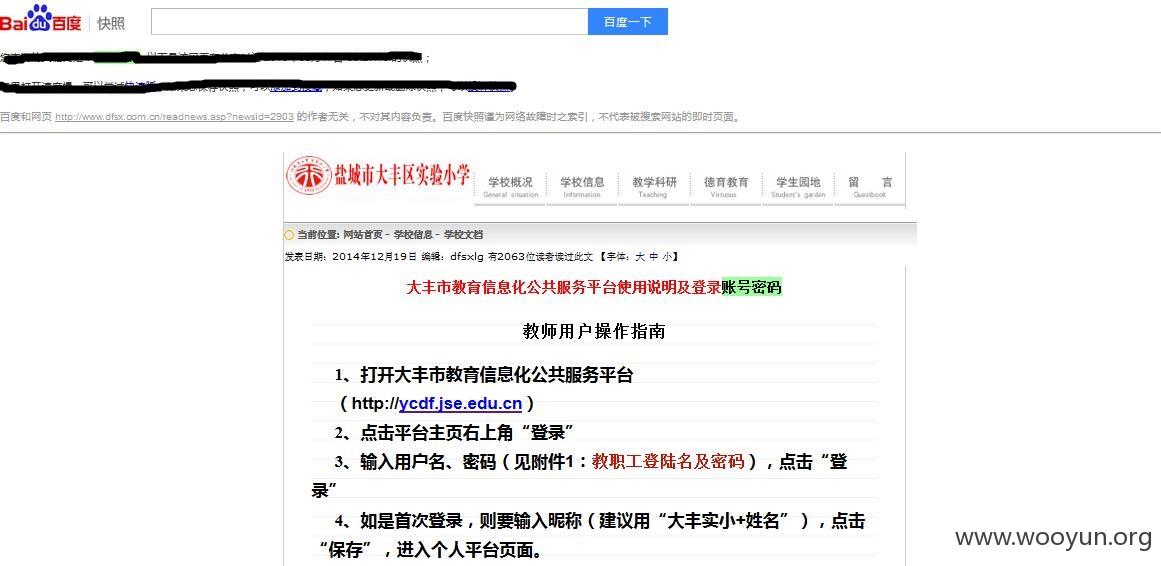 Baidu百度 快照 百度一下
百度和网页 http://www.dfsx.com.cn/readnews.asp?newsid=2903 的作者无关，不对其内容负责。百度快照谨为网络故障时之索引，不代表被搜索网站的即时页面。
盐城市大丰区实验小学
学校概况 学校信息 教学科研 德育教育 学生园地 留 言
General situation Information Teaching Virtuous Student's garden Guestbook
当前位置: 网站首页 - 学校信息 - 学校文档
发表日期：2014年12月19日 编辑：dfsxlg 有2063位读者读过此文 【字体：大 中 小】
大丰市教育信息化公共服务平台使用说明及登录账号密码
教师用户操作指南
1、打开大丰市教育信息化公共服务平台
（http://ycdf.jse.edu.cn）
2、点击平台主页右上角“登录”
3、输入用户名、密码（见附件1：教职工登陆名及密码），点击“登
录”
4、如是首次登录，则要输入昵称（建议用“大丰实小+姓名”），点击
“保存”，进入个人平台页面。
www.wooyun.org